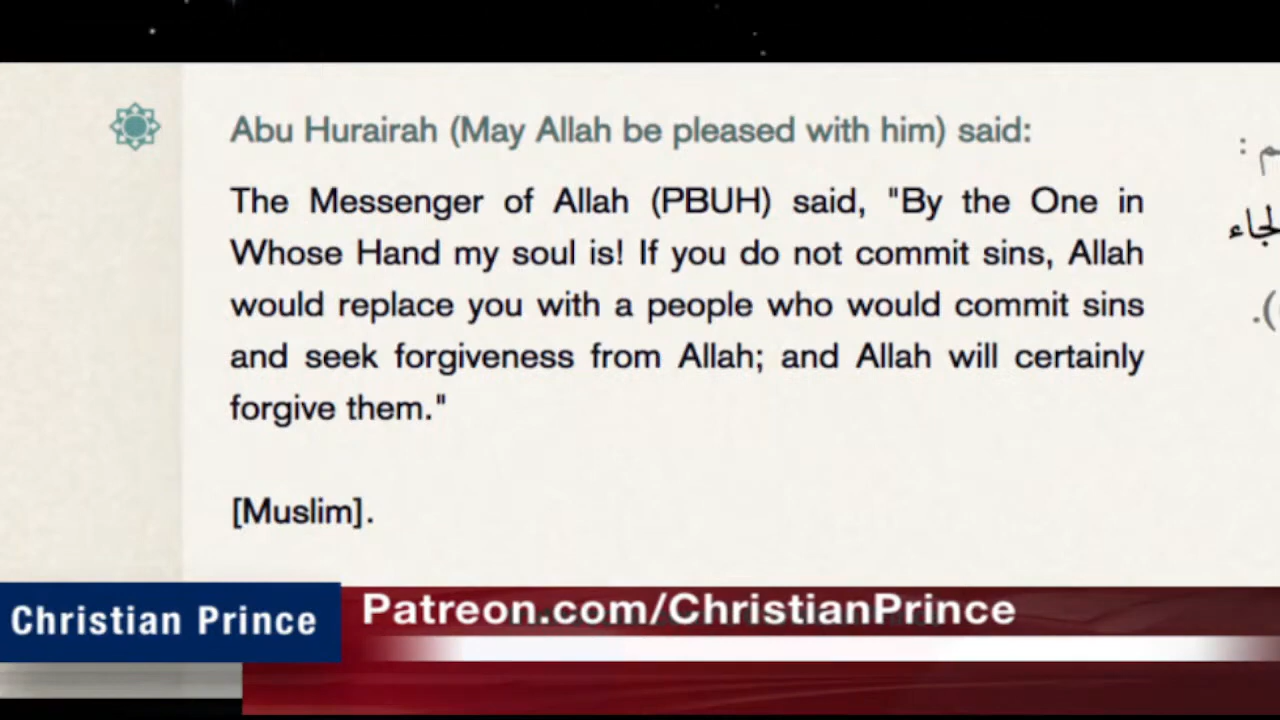 Abu Hurairah (May Allah be pleased with him) said:
The Messenger of Allah (PBUH) said, "By the One in
Whose Hand my soul is! If you do not commit sins, Allah
would replace you with a people who would commit sins
and seek forgiveness from Allah; and Allah will certainly
forgive them."
[Muslim].
Christian Prince
Patreon.com/ChristianPrince